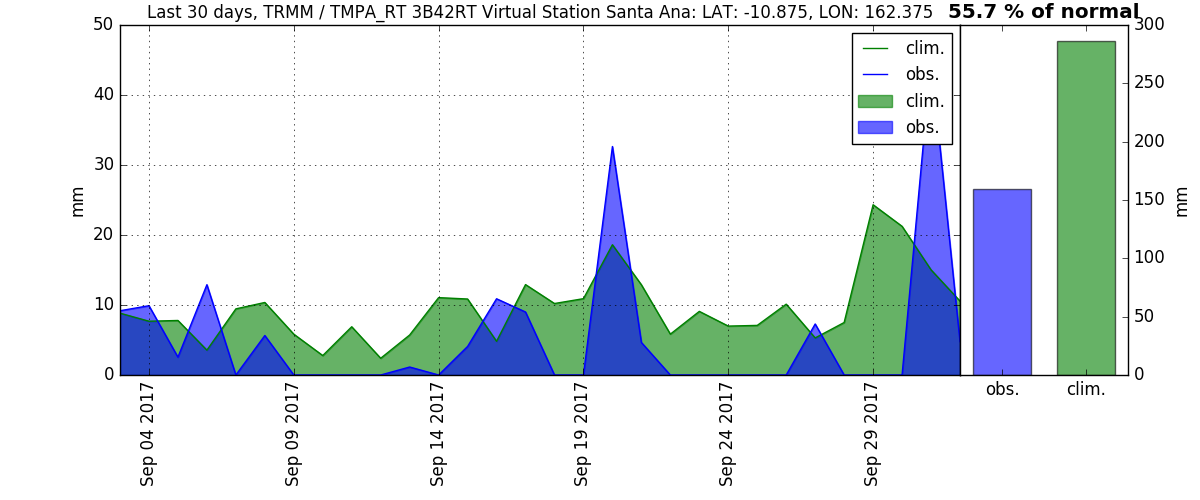 Last 30 days, TRMM / TMPA_RT 3B42RT Virtual Station Santa Ana: LAT: -10.875, LON: 162.375
55.7 % of normal
50
40
30
20
10
0
mm
clim.
obs.
clim.
obs.
Sep 04 2017
Sep 09 2017
Sep 14 2017
Sep 19 2017
Sep 24 2017
Sep 29 2017
300
250
200
150
100
50
0
mm
obs.
clim.